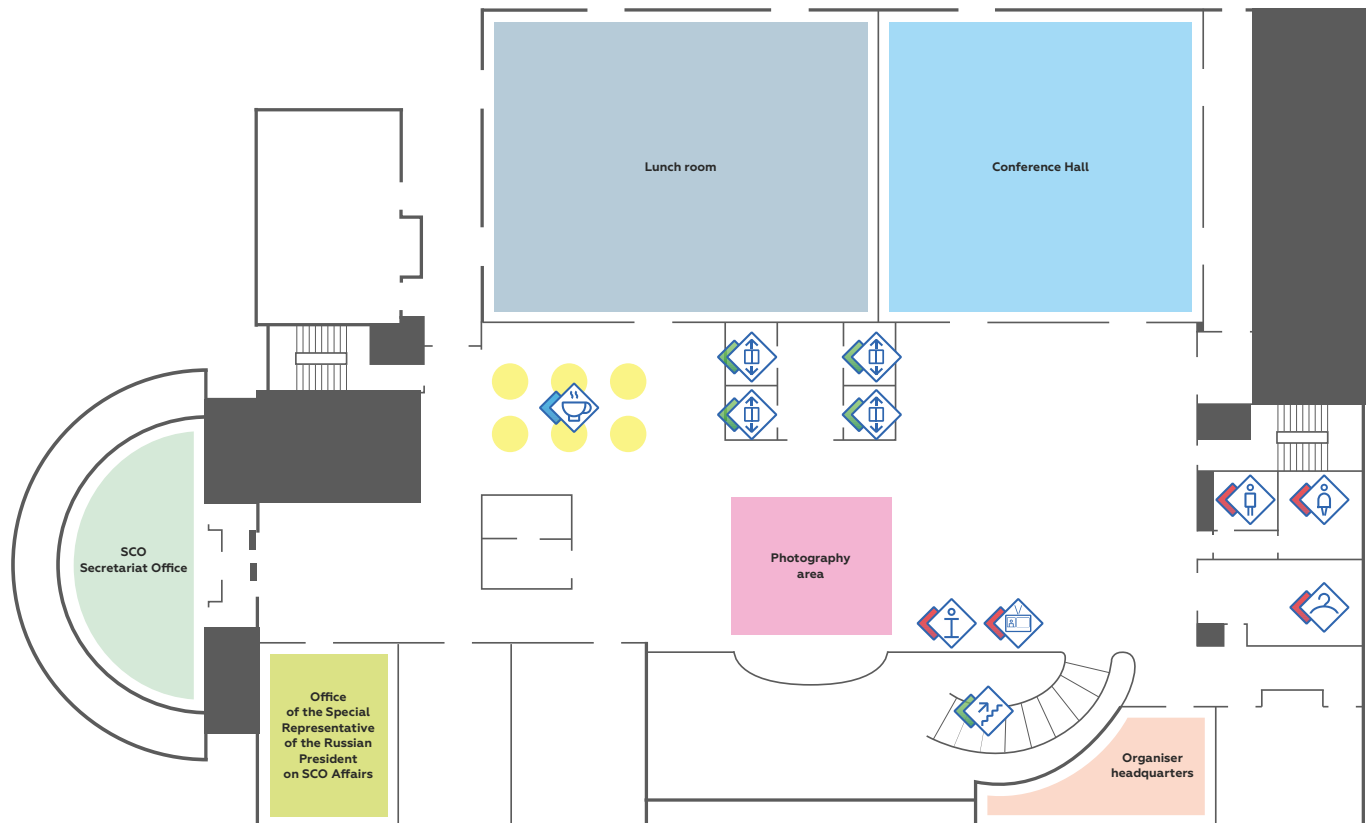 Lunch room
Conference Hall
SCO
Secretariat Office
Photography
area
Office
of the Special
Representative
of the Russian
President
on SCO Affairs
Organiser
headquarters